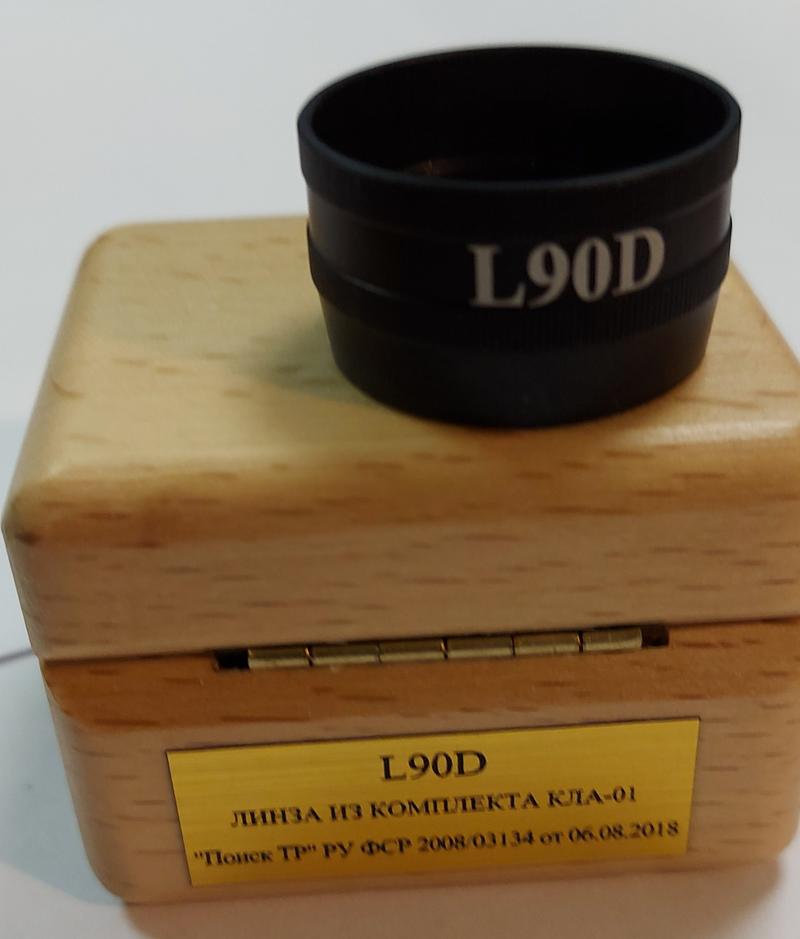 L90D
L90D
ЛИНЗА ИЗ КОМПЛЕКТА КЛА-01
"Поиск ТР" РУ ФСР 2008/03134 от 06.08.2018